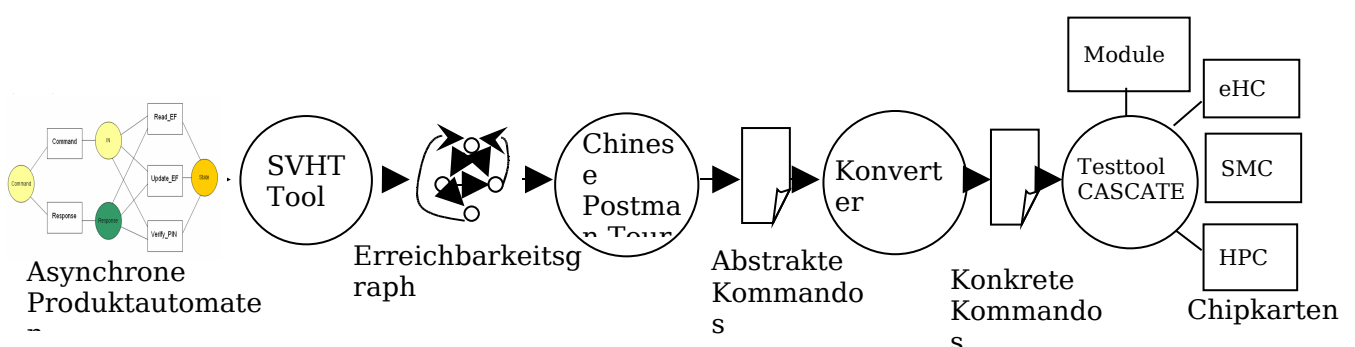 Module
eHC
SMC
HPC
Chipkarten
Testtool
CASCATE
Read_EF
Command
IN
Update_EF
State
Command
Response
Response
Verify_PIN
SVHT
Tool
Chines
e
Postma
n Tour
Konvert
er
Erreichbarkeitsg
raph
Asynchrone
Produktautomate
n
Abstrakte
Kommando
s
Konkrete
Kommando
s